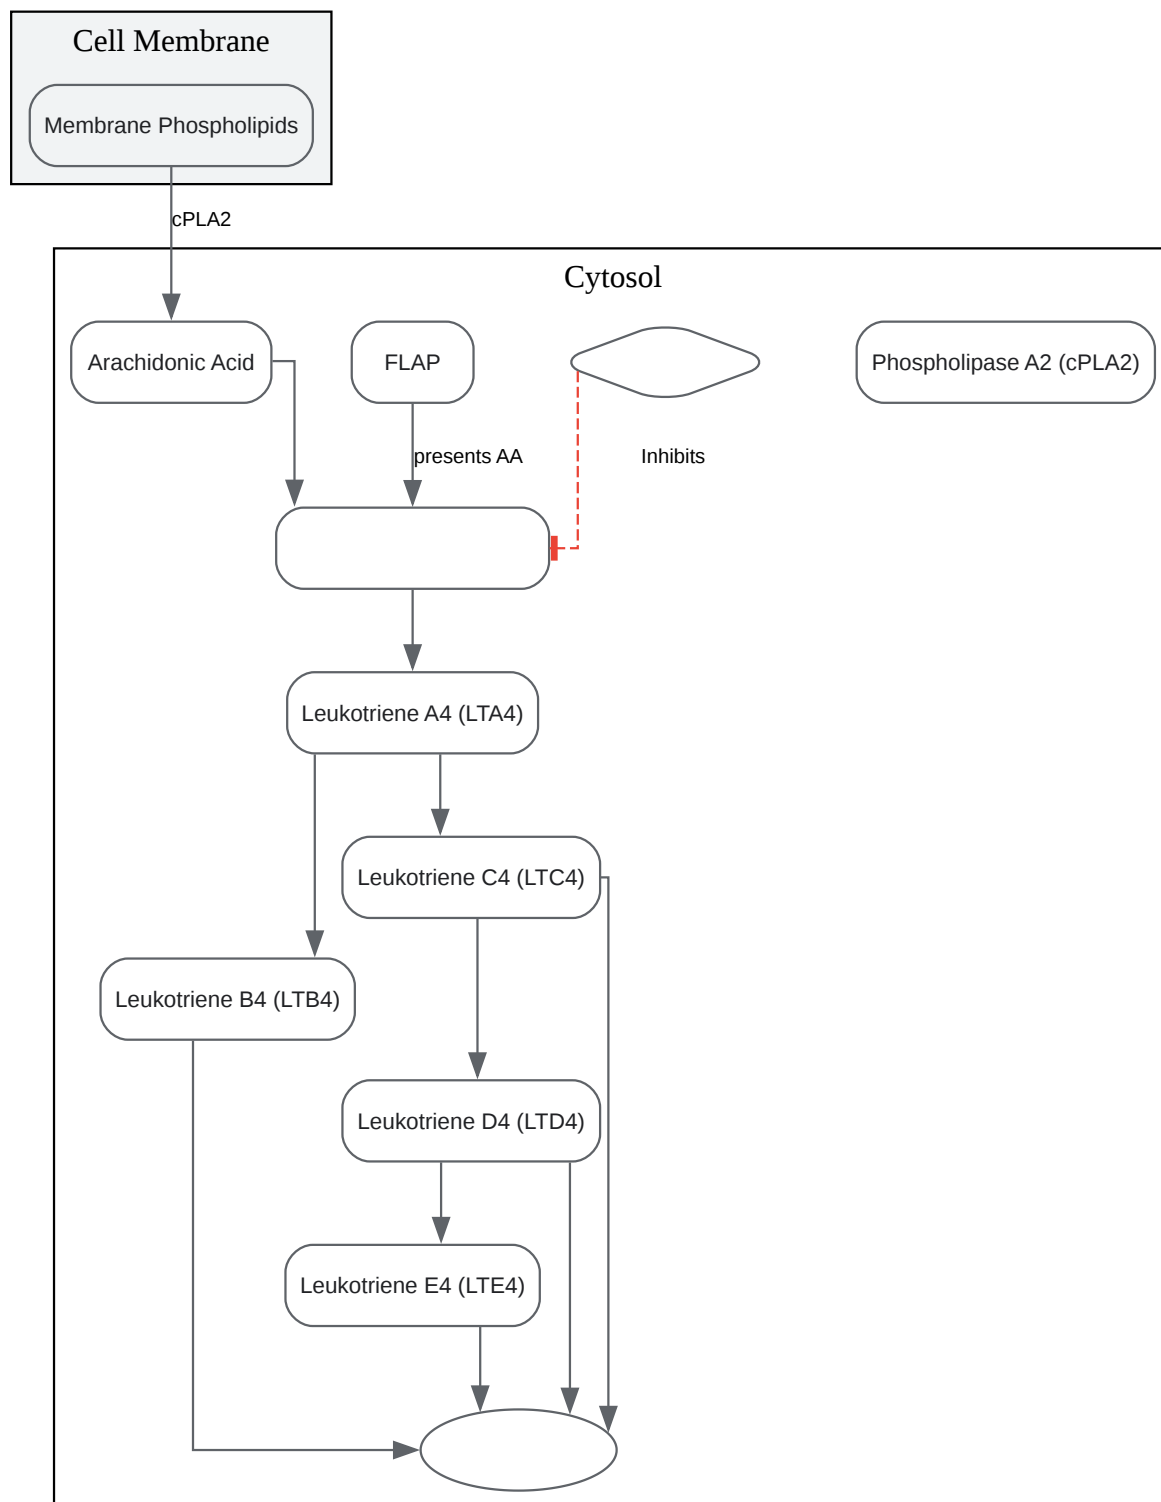 Cell Membrane
Membrane Phospholipids
cPLA2
Cytosol
Arachidonic Acid
FLAP
Phospholipase A2 (cPLA2)
presents AA
Inhibits
Leukotriene A4 (LTA4)
Leukotriene C4 (LTC4)
Leukotriene B4 (LTB4)
Leukotriene D4 (LTD4)
Leukotriene E4 (LTE4)